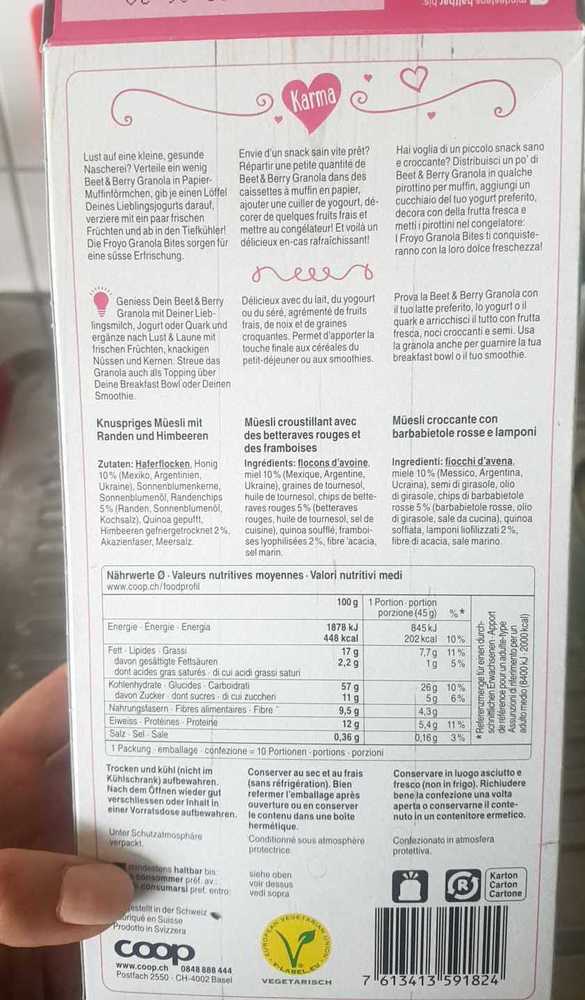 Karma
Lust auf eine kleine, gesunde
Nascherei? Verteile ein wenig
Beet & Berry Granola in Papier-
Muffinförmchen, gib je einen Löffel
Deines Lieblingsjogurts darauf,
verziere mit ein paar frischen
Früchten und ab in den Tiefkühler!
Die Froyo Granola Bites sorgen für
eine süsse Erfrischung.
Envie d'un snack sain vite prêt?
Répartir une petite quantité de
Beet & Berry Granola dans des
caissettes à muffin en papier,
ajouter une cuiller de yogourt, dé-
corer de quelques fruits frais et
mettre au congélateur! Et voilà un
délicieux en-cas rafraîchissant!
Hai voglia di un piccolo snack sano
e croccante? Distribuisci un po' di
Beet & Berry Granola in qualche
pirottino per muffin, aggiungi un
cucchiaio del tuo yogurt preferito,
decora con della frutta fresca e
metti i pirottini nel congelatore:
I Froyo Granola Bites ti conquiste-
ranno con la loro dolce freschezza!
Geniess Dein Beet & Berry
Granola mit Deiner Lieb-
lingsmilch, Jogurt oder Quark und
ergänze nach Lust & Laune mit
frischen Früchten, knackigen
Nüssen und Kernen. Streue das
Granola auch als Topping über
Deine Breakfast Bowl oder Deinen
Smoothie.
Délicieux avec du lait, du yogourt
ou du séré, agrémenté de fruits
frais, de noix et de graines
croquantes. Permet d'apporter la
touche finale aux céréales du
petit-déjeuner ou aux smoothies.
Prova la Beet & Berry Granola con
il tuo latte preferito, lo yogurt o il
quark e arricchisci il tutto con frutta
fresca, noci croccanti e semi. Usa
la granola anche per guarnire la tua
breakfast bowl o il tuo smoothie.
Knuspriges Müesli mit
Randen und Himbeeren
Zutaten: Haferflocken, Honig
10% (Mexiko, Argentinien,
Ukraine), Sonnenblumenkerne,
Sonnenblumenöl, Randenchips
5% (Randen, Sonnenblumenöl,
Kochsalz), Quinoa gepufft,
Himbeeren gefriergetrocknet 2%,
Akazienfaser, Meersalz.
Müesli croustillant avec
des betteraves rouges et
des framboises
Ingrédients: flocons d'avoine,
miel 10% (Mexique, Argentine,
Ukraine), graines de tournesol,
huile de tournesol, chips de bette-
raves rouges 5% (betteraves
rouges, huile de tournesol, sel de
cuisine), quinoa soufflé, framboi-
ses lyophilisées 2%, fibre 'acacia,
sel marin.
Müesli croccante con
barbabietole rosse e lamponi
Ingredienti: fiocchi d'avena,
miele 10% (Messico, Argentina,
Ucraina), semi di girasole, olio
di girasole, chips di barbabietole
rosse 5% (barbabietole rosse, olio
di girasole, sale da cucina), quinoa
soffiata, lamponi liofilizzati 2%,
fibre di acacia, sale marino.
Nährwerte Ø · Valeurs nutritives moyennes · Valori nutritivi medi
www.coop.ch/foodprofil
100 g 1 Portion · portion
porzione (45 g) %*
Energie · Énergie · Energia 1878 kJ 845 kJ
448 kcal 202 kcal 10%
Fett · Lipides · Grassi 17 g 7,7 g 11%
davon gesättigte Fettsäuren 2,2 g 1 g 5%
dont acides gras saturés · di cui acidi grassi saturi
Kohlenhydrate · Glucides · Carboidrati 57 g 26 g 10%
davon Zucker · dont sucres · di cui zuccheri 11 g 5 g 6%
Nahrungsfasern · Fibres alimentaires · Fibre 9,5 g 4,3 g
Eiweiss · Protéines · Proteine 12 g 5,4 g 11%
Salz · Sel · Sale 0,36 g 0,16 g 3%
1 Packung · emballage · confezione = 10 Portionen · portions · porzioni
* Referenzmenge für einen durch-
schnittlichen Erwachsenen · Apport
de référence pour un adulte-type
Assunzioni di riferimento per un
adulto medio (8400 kJ / 2000 kcal)
Trocken und kühl (nicht im
Kühlschrank) aufbewahren.
Nach dem Öffnen wieder gut
verschliessen oder Inhalt in
einer Vorratsdose aufbewahren.
Unter Schutzatmosphäre
verpackt.
Conserver au sec et au frais
(sans réfrigération). Bien
refermer l'emballage après
ouverture ou en conserver
le contenu dans une boîte
hermétique.
Conditionné sous atmosphère
protectrice.
Conservare in luogo asciutto e
fresco (non in frigo). Richiudere
bene la confezione una volta
aperta o conservarne il conte-
nuto in un contenitore ermetico.
Confezionato in atmosfera
protettiva.
mindestens haltbar bis:
consommer préf. av.:
consumarsi pref. entro:
siehe oben
voir dessus
vedi sopra
Karton
Carton
Cartone
in der Schweiz
en Suisse
Prodotto in Svizzera
coop
www.coop.ch 0848 888 444
Postfach 2550 · CH-4002 Basel
EUROPEAN VEGETARIAN UNION
V-LABEL.EU
VEGETARISCH
7 613413 591824